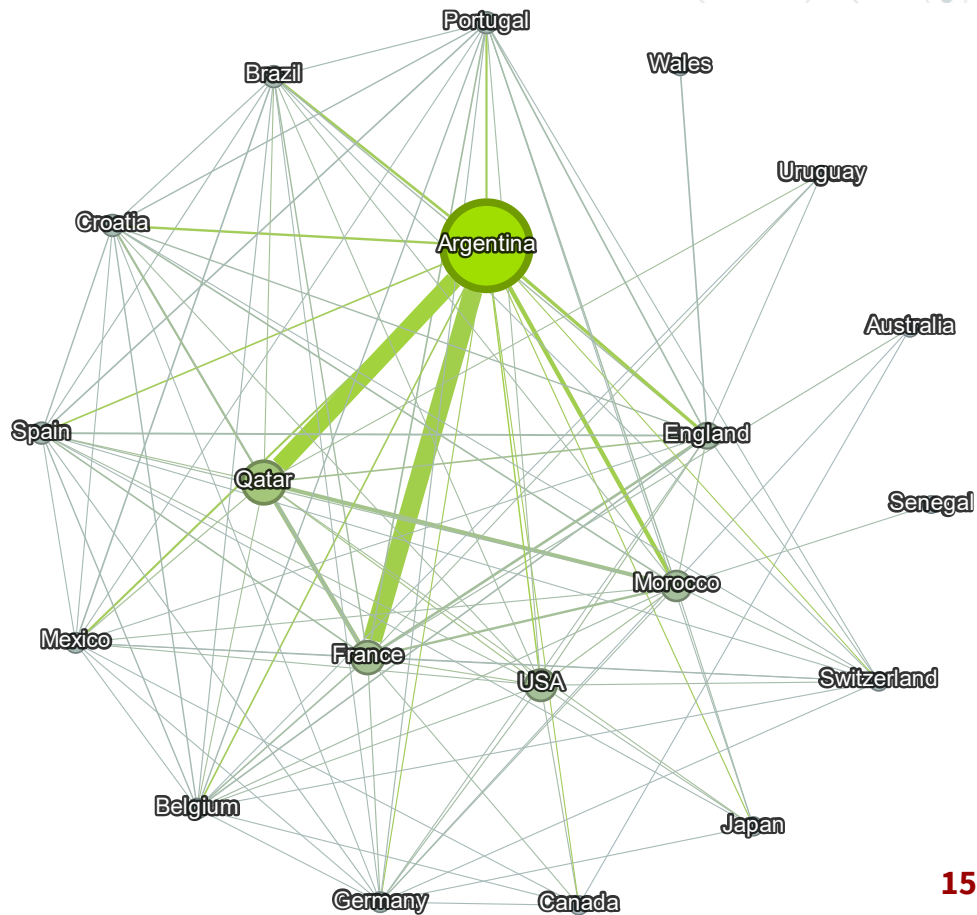 Portugal
Wales
Brazil
Uruguay
Croatia
Argentina
Australia
Spain
England
Qatar
Senegal
Morocco
Mexico
France
USA
Switzerland
Belgium
Japan
Germany
Canada
15